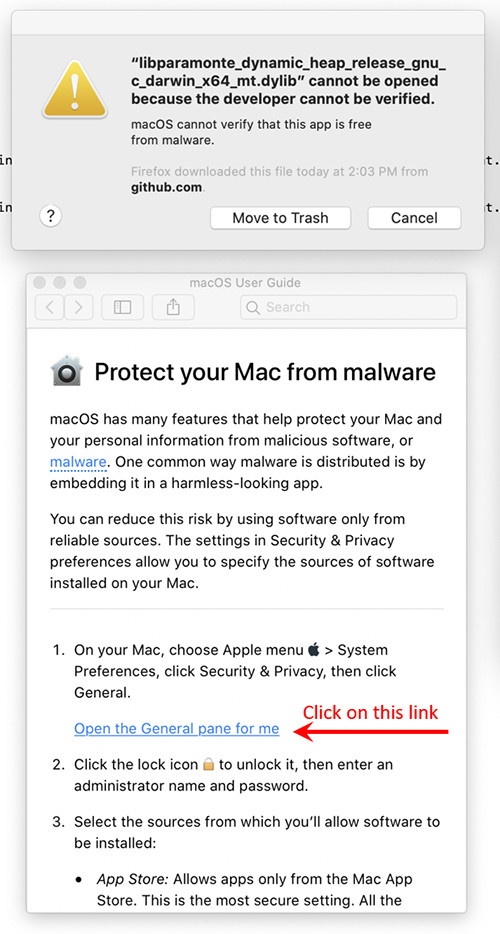 “libparamonte_dynamic_heap_release_gnu_
c_darwin_x64_mt.dylib” cannot be opened
because the developer cannot be verified.
macOS cannot verify that this app is free
from malware.
in
t.
Firefox downloaded this file today at 2:03 PM from
github.com.
in
t.
?
Move to Trash
Cancel
macOS User Guide
Search
Protect your Mac from malware
macOS has many features that help protect your Mac and
your personal information from malicious software, or
malware. One common way malware is distributed is by
embedding it in a harmless-looking app.
You can reduce this risk by using software only from
reliable sources. The settings in Security & Privacy
preferences allow you to specify the sources of software
installed on your Mac.
1. On your Mac, choose Apple menu > System
Preferences, click Security & Privacy, then click
General.
Click on this link
Open the General pane for me
2. Click the lock icon to unlock it, then enter an
administrator name and password.
3. Select the sources from which you’ll allow software to
be installed:
• App Store: Allows apps only from the Mac App
Store. This is the most secure setting. All the